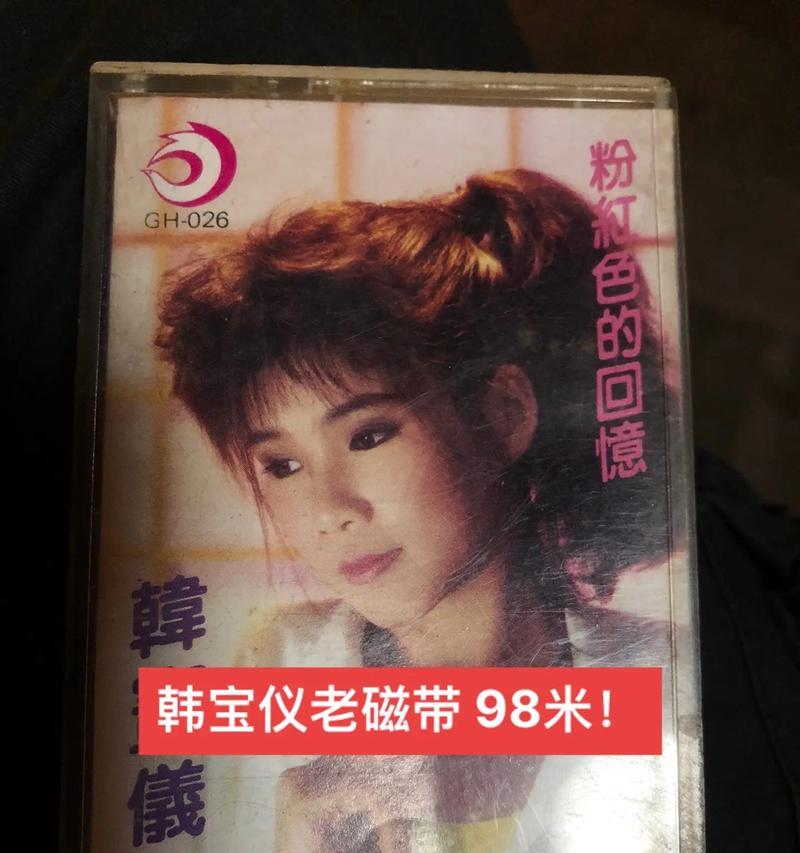 GH-026
粉紅色的回憶
韓
儀
韩宝仪老磁带 98米！